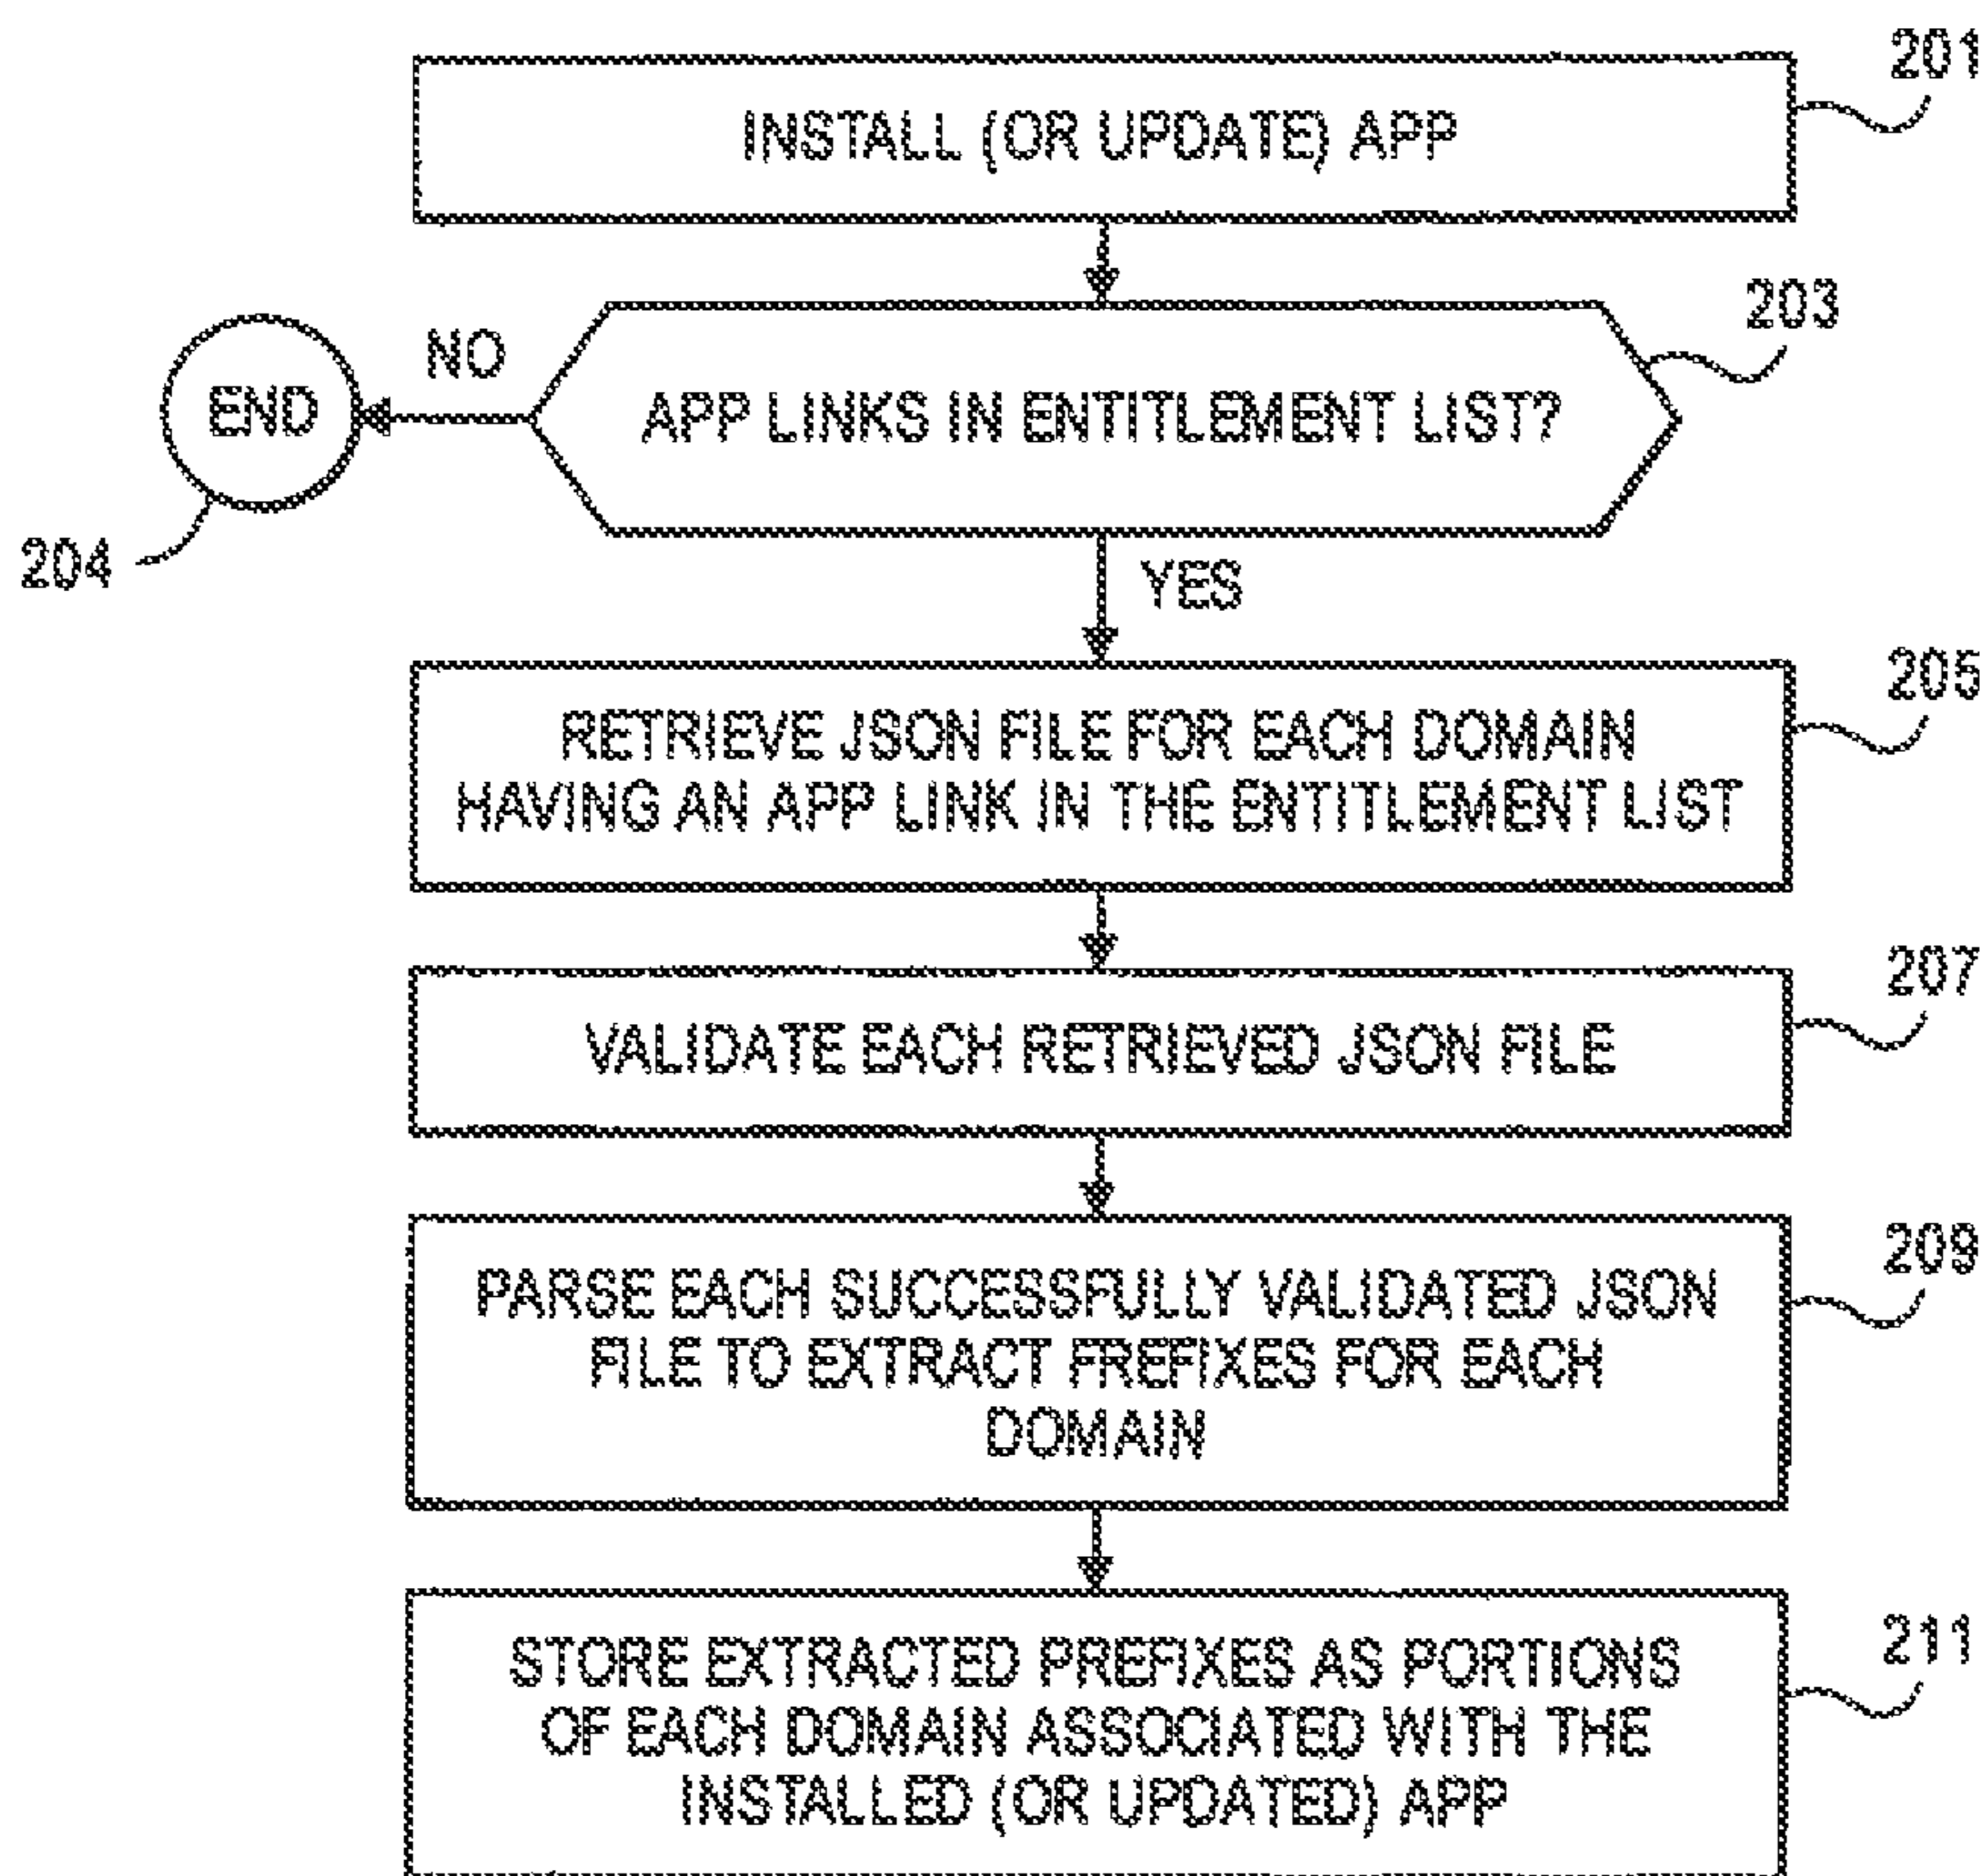 201
INSTALL (OR UPDATE) APP
203
NO
END
APP LINKS IN ENTITLEMENT LIST?
204
YES
205
RETRIEVE JSON FILE FOR EACH DOMAIN
HAVING AN APP LINK IN THE ENTITLEMENT LIST
207
VALIDATE EACH RETRIEVED JSON FILE
209
PARSE EACH SUCCESSFULLY VALIDATED JSON
FILE TO EXTRACT PREFIXES FOR EACH
DOMAIN
211
STORE EXTRACTED PREFIXES AS PORTIONS
OF EACH DOMAIN ASSOCIATED WITH THE
INSTALLED (OR UPDATED) APP